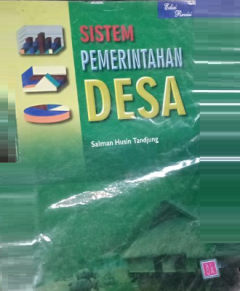 Edisi
Revisi
SISTEM
PEMERINTAHAN
DESA
Salman Husin Tandjung